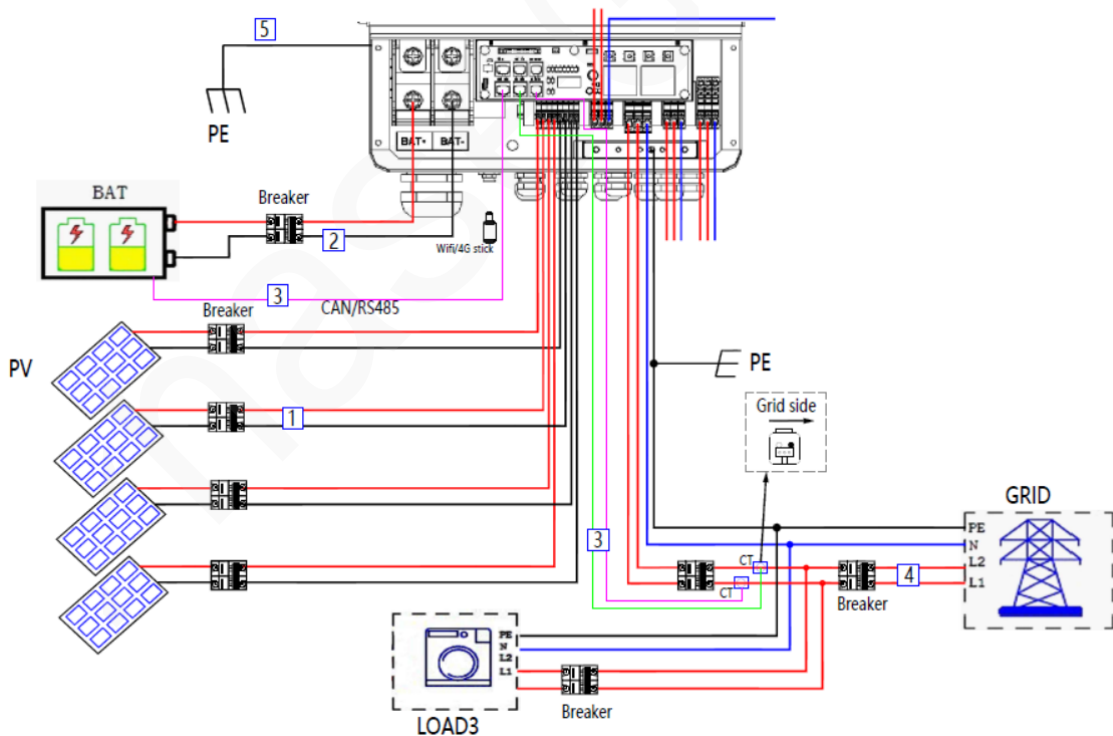 5
PE
BAT+ BAT-
BAT
Breaker
2
Wifi/4G stick
3
CAN/RS485
Breaker
PV
1
PE
Grid side
GRID
PE
N
L2
L1
3
CT
CT
4
Breaker
PE
N
L2
L1
Breaker
LOAD3